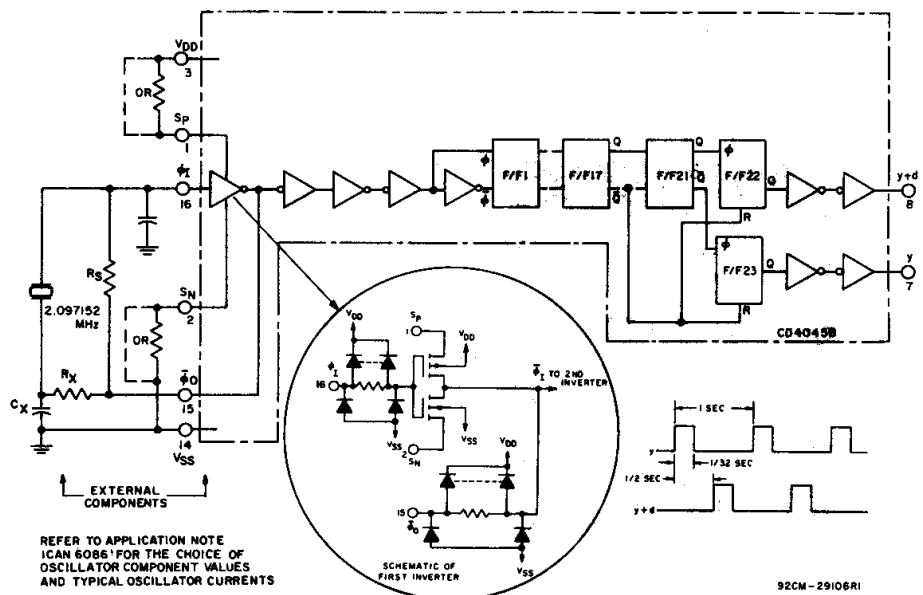 VDD
3
OR
SP
1
ϕI
16
RS
SN
2
2.097152
MHz
OR
RX
ϕ̅O
15
CX
14
VSS
EXTERNAL
COMPONENTS
REFER TO APPLICATION NOTE
ICAN 6086' FOR THE CHOICE OF
OSCILLATOR COMPONENT VALUES
AND TYPICAL OSCILLATOR CURRENTS
ϕ
F/F1
ϕ̅
F/F17
Q
Q̅
F/F21
Q
Q̅
ϕ
F/F22
Q
R
y+d
8
ϕ
F/F23
Q
R
y
7
CD4045B
SP
1
VDD
VDD
ϕI
16
ϕ̅I TO 2ND
INVERTER
VSS
VSS
2
SN
VDD
15
ϕ̅O
VSS
SCHEMATIC OF
FIRST INVERTER
1 SEC
y
1/32 SEC
1/2 SEC
y+d
92CM-29106R1